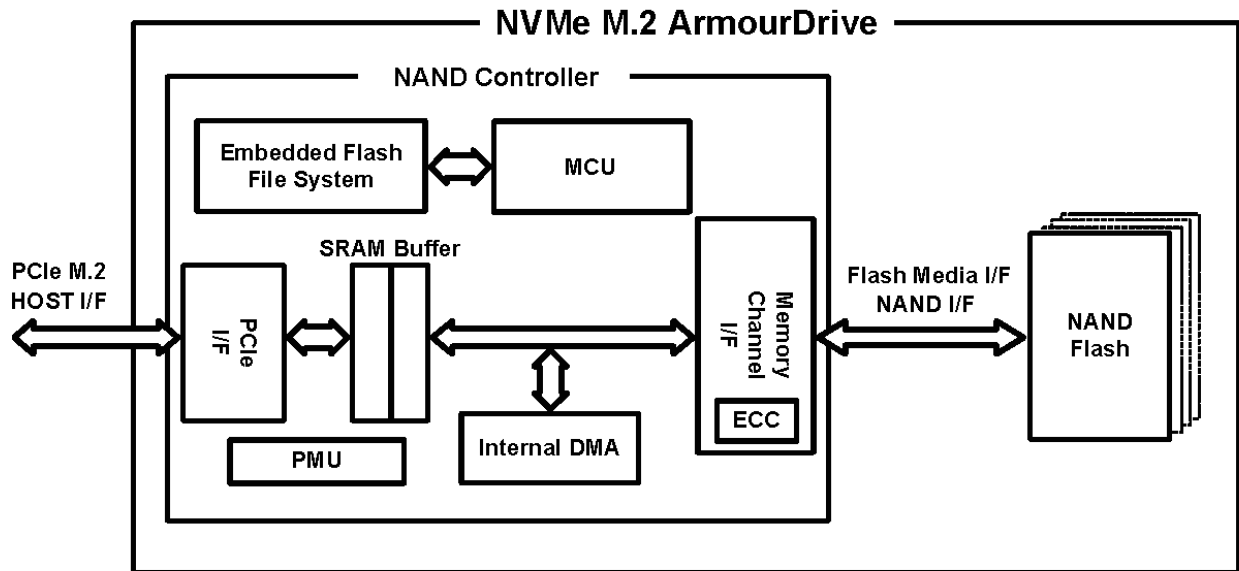 NVMe M.2 ArmourDrive
NAND Controller
Embedded Flash
File System
MCU
SRAM Buffer
PCIe M.2
HOST I/F
PCIe
I/F
Memory
Channel
I/F
ECC
Flash Media I/F
NAND I/F
NAND
Flash
PMU
Internal DMA